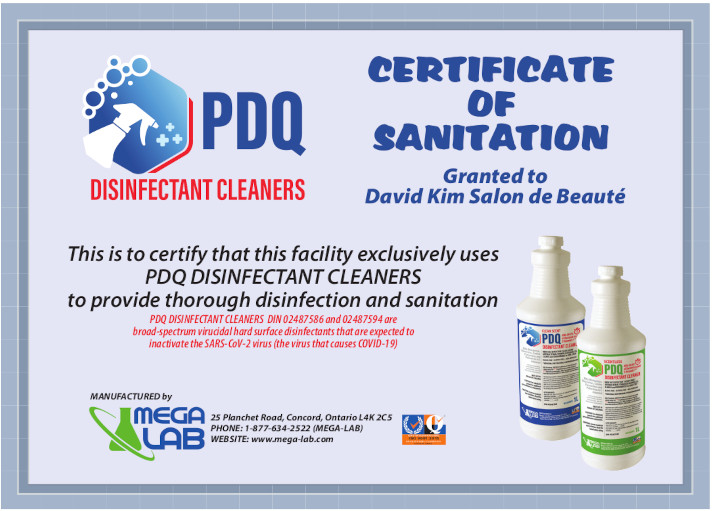 PDQ
DISINFECTANT CLEANERS
CERTIFICATE
OF
SANITATION
Granted to
David Kim Salon de Beauté
This is to certify that this facility exclusively uses
PDQ DISINFECTANT CLEANERS
to provide thorough disinfection and sanitation
PDQ DISINFECTANT CLEANERS DIN 02487586 and 02487594 are
broad-spectrum virucidal hard surface disinfectants that are expected to
inactivate the SARS-CoV-2 virus (the virus that causes COVID-19)
MANUFACTURED by
MEGA
LAB
25 Planchet Road, Concord, Ontario L4K 2C5
PHONE: 1-877-634-2522 (MEGA-LAB)
WEBSITE: www.mega-lab.com
PDQ
DISINFECTANT CLEANER
PDQ
DISINFECTANT CLEANER